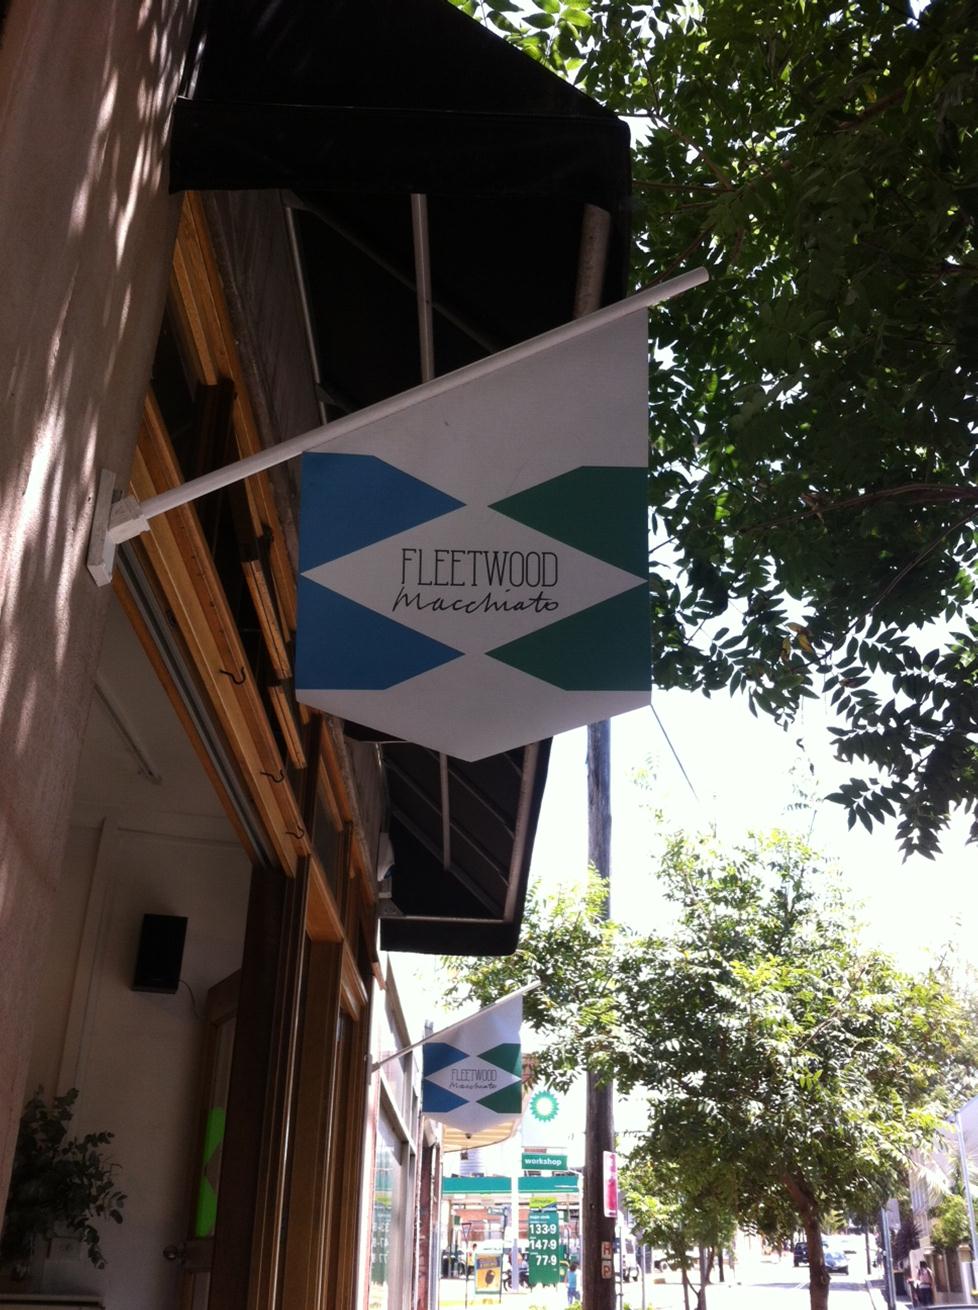 FLEETWOOD
Macchiato
FLEETWOOD
Macchiato
workshop
133.9
147.9
77.9